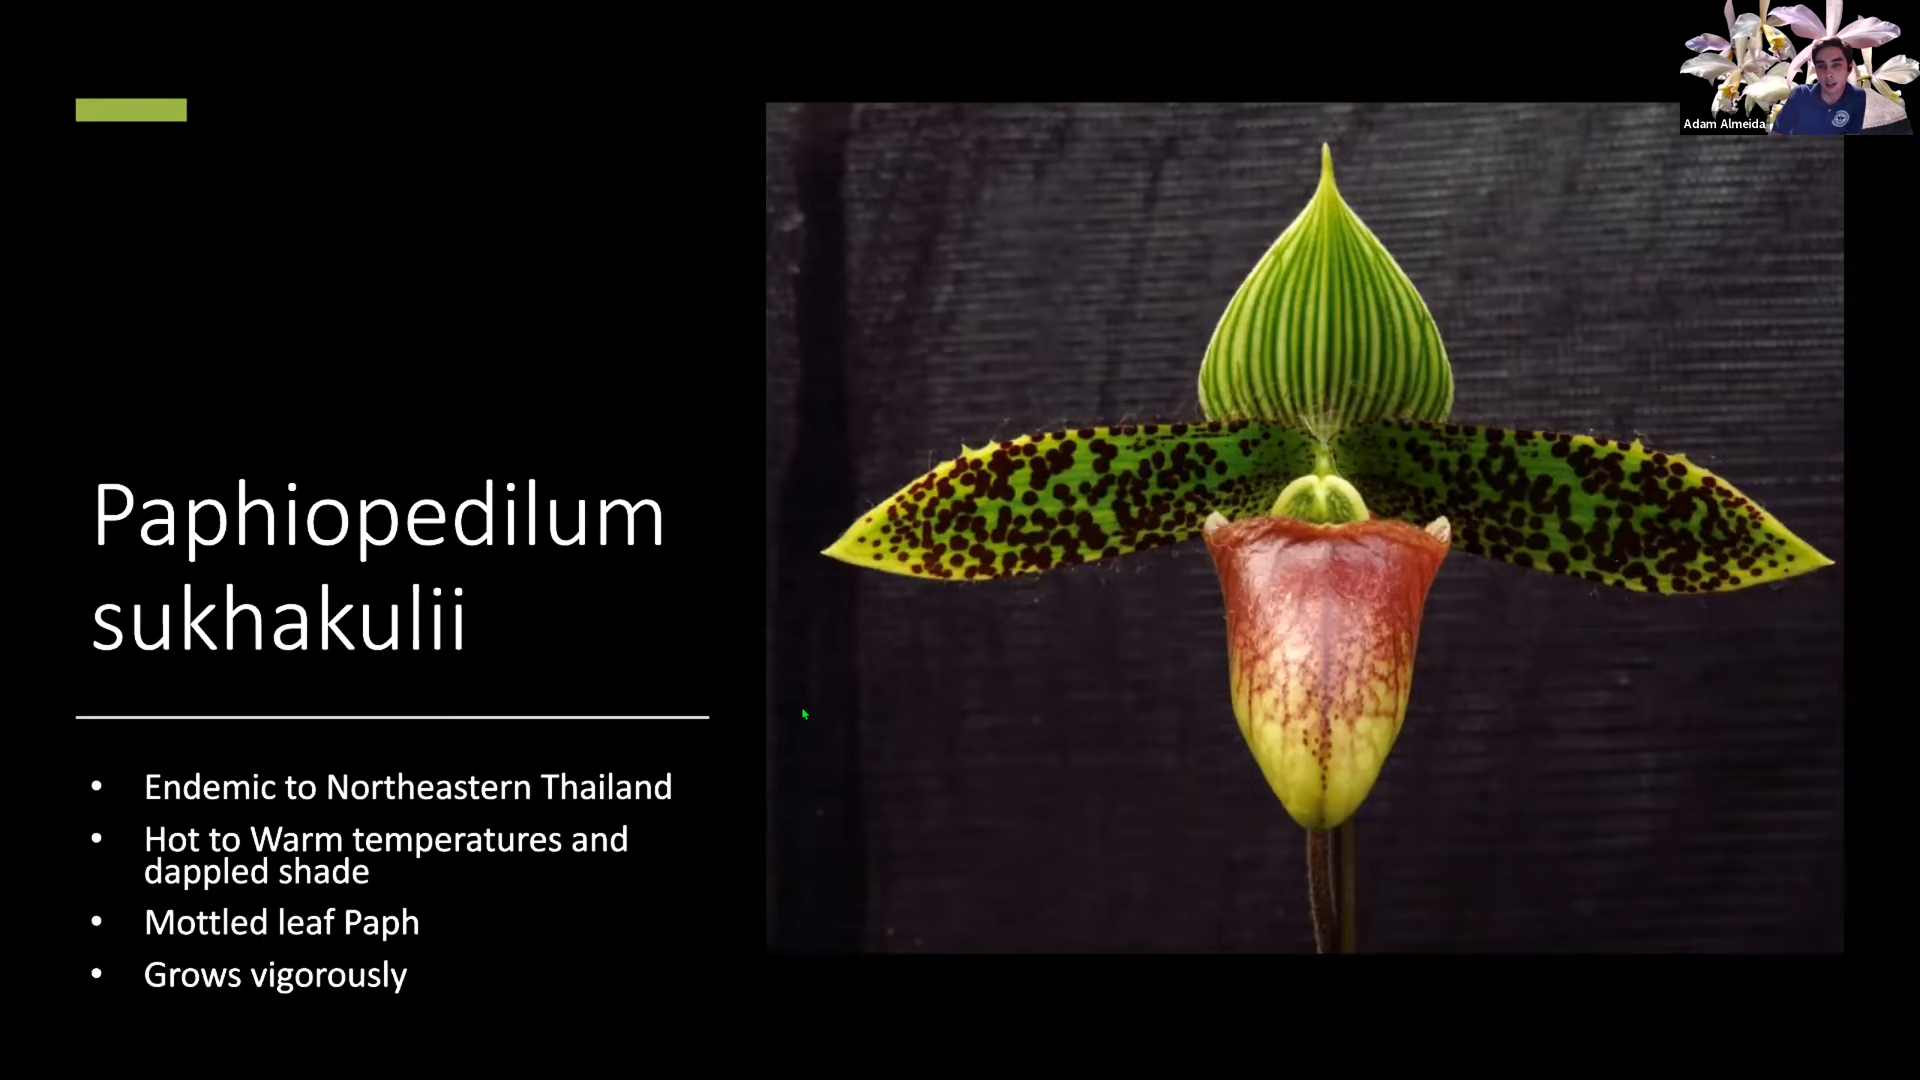 Adam Almeida
Paphiopedilum
sukhakulii
• Endemic to Northeastern Thailand
• Hot to Warm temperatures and
dappled shade
• Mottled leaf Paph
• Grows vigorously